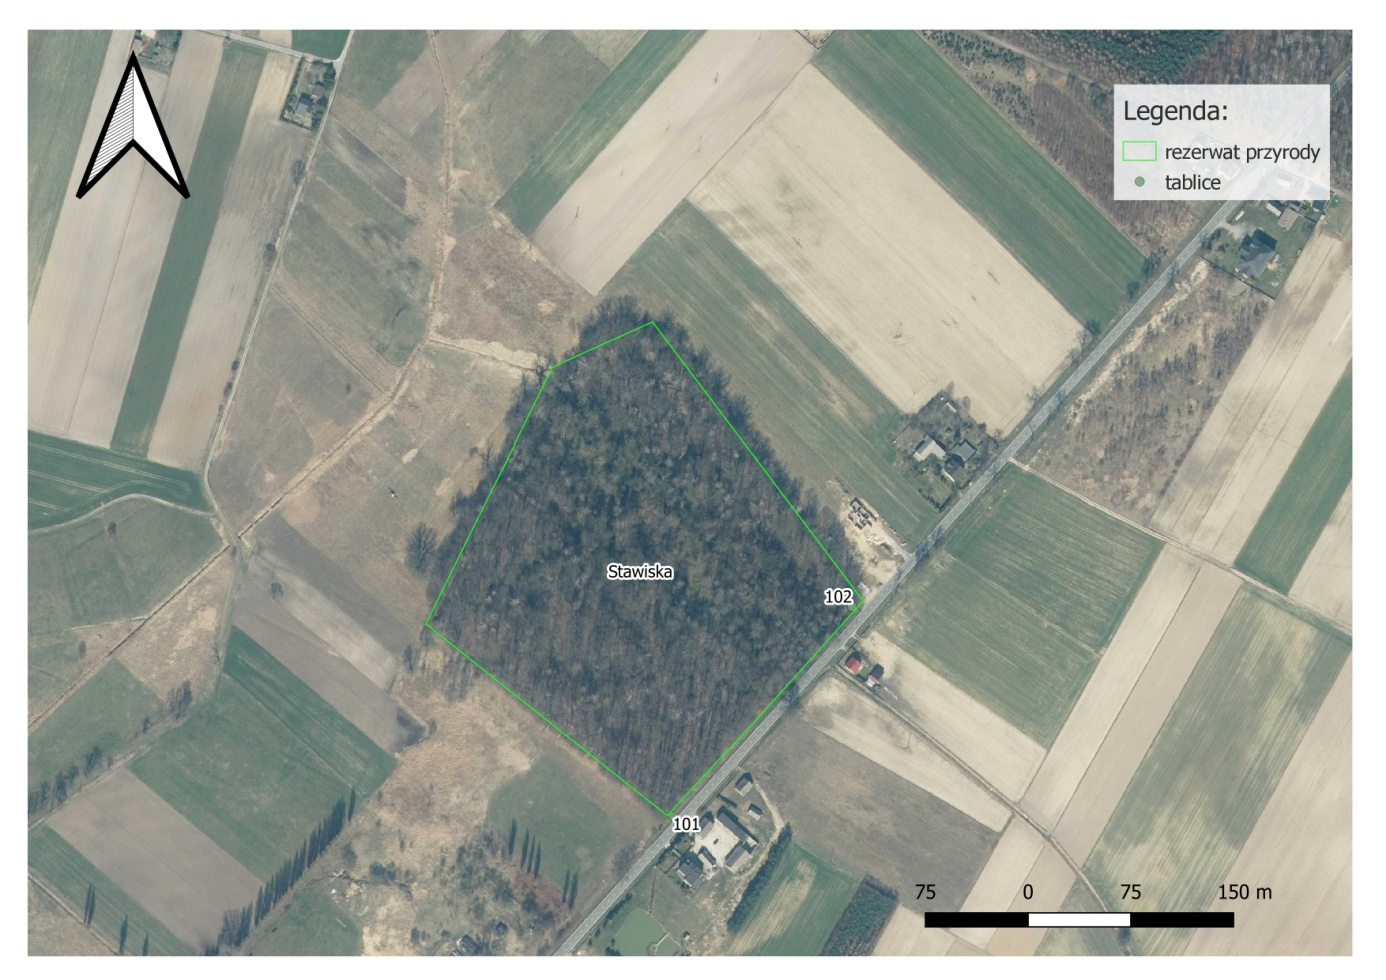 Legenda:
rezerwat przyrody
tablice
Stawiska
102
101
75 0 75 150 m